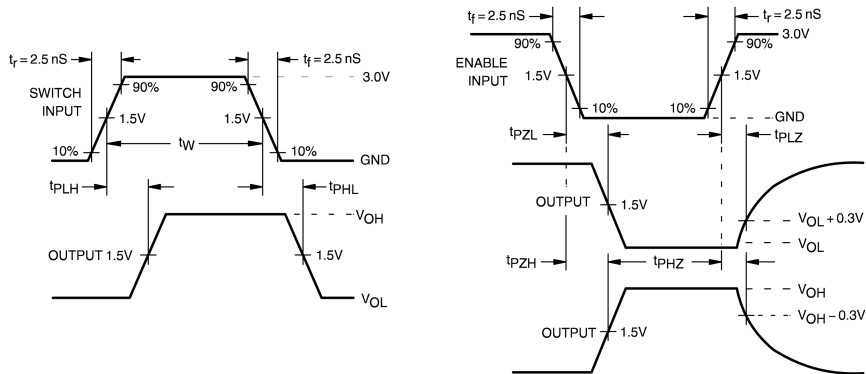 tr = 2.5 nS
tf = 2.5 nS
SWITCH
INPUT
90%
90%
3.0V
1.5V
1.5V
tW
10%
10%
GND
tPLH
tPHL
VOH
OUTPUT 1.5V
1.5V
VOL
tf = 2.5 nS
tr = 2.5 nS
90%
90%
3.0V
ENABLE
INPUT
1.5V
1.5V
10%
10%
GND
tPZL
tPLZ
OUTPUT
1.5V
VOL + 0.3V
VOL
tPZH
tPHZ
VOH
VOH – 0.3V
OUTPUT
1.5V